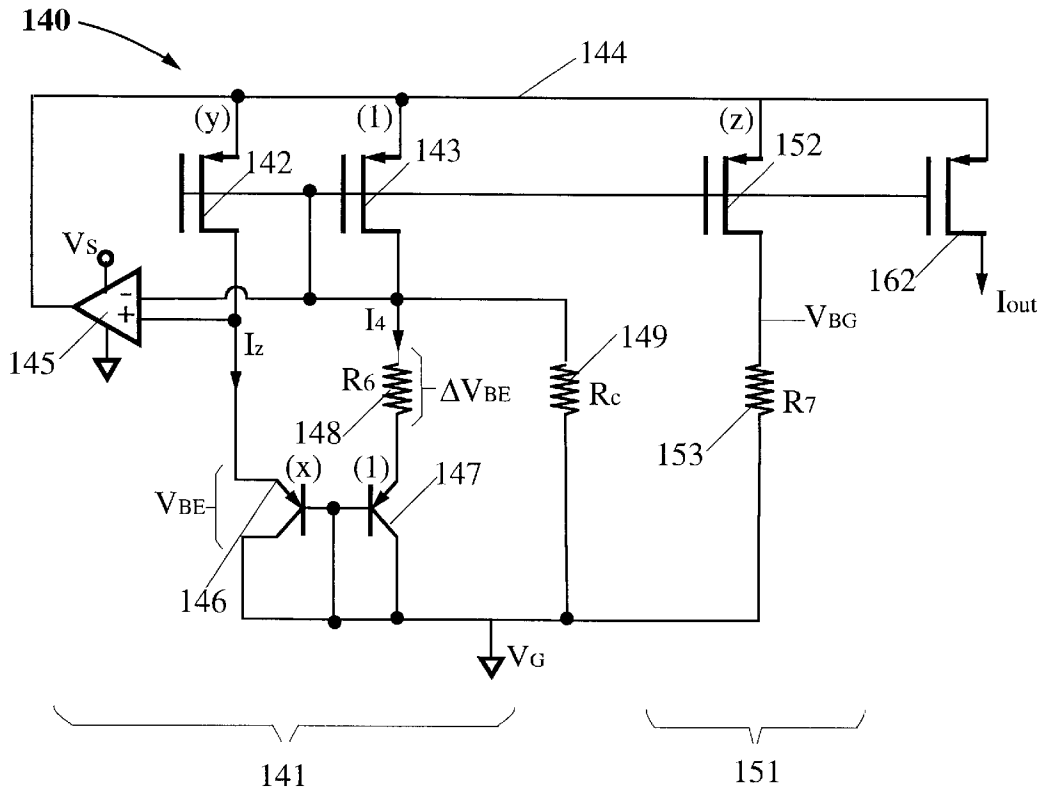 140
144
(y)
(1)
(z)
142
143
152
VS
-
+
145
162
Iout
IZ
I4
VBG
149
R6
ΔVBE
RC
R7
148
153
(x)
(1)
147
VBE
146
VG
141
151